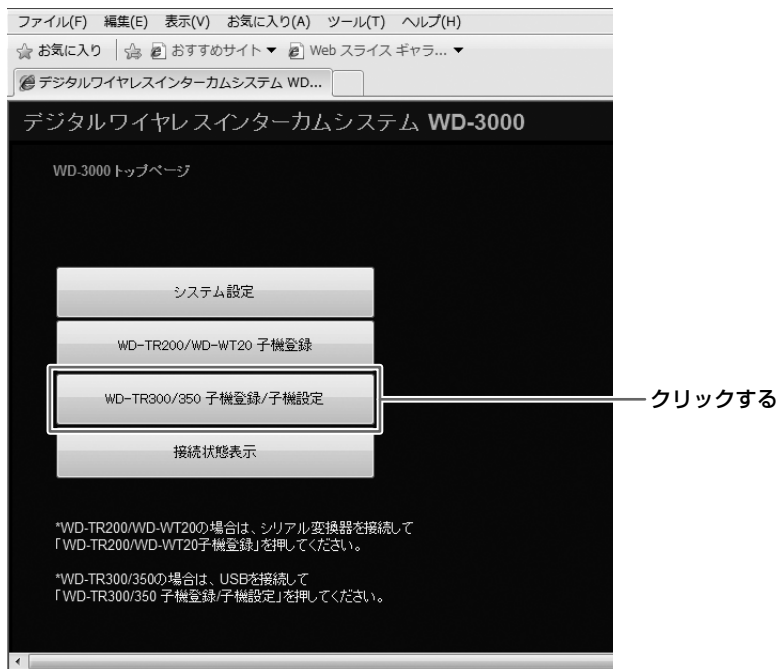 ファイル(F) 編集(E) 表示(V) お気に入り(A) ツール(T) ヘルプ(H)
お気に入り おすすめサイト ▼ Web スライス ギャラ... ▼
デジタルワイヤレスインターカムシステム WD...
デジタルワイヤレスインターカムシステム WD-3000
WD-3000 トップページ
システム設定
WD-TR200/WD-WT20 子機登録
WD-TR300/350 子機登録/子機設定
クリックする
接続状態表示
*WD-TR200/WD-WT20の場合は、シリアル変換器を接続して
「WD-TR200/WD-WT20子機登録」を押してください。
*WD-TR300/350の場合は、USBを接続して
「WD-TR300/350 子機登録/子機設定」を押してください。